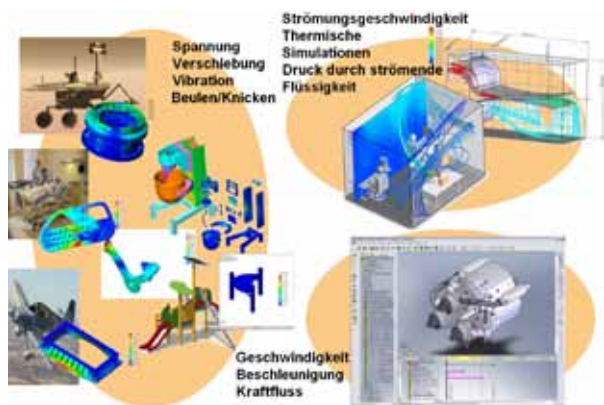 Spannung
Verschiebung
Vibration
Beulen/Knicken
Strömungsgeschwindigkeit
Thermische
Simulationen
Druck durch strömende
Flüssigkeit
Geschwindigkeit
Beschleunigung
Kraftfluss